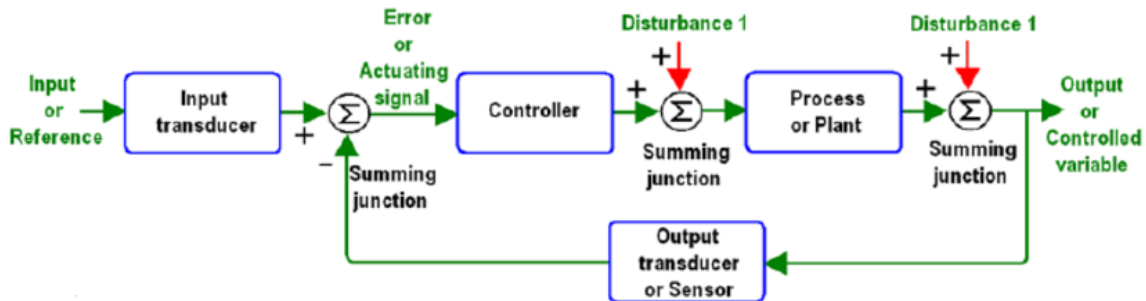 Error
or
Actuating
signal
Disturbance 1
Disturbance 1
Input
or
Reference
Input
transducer
+
Σ
−
Summing
junction
Controller
+
+
Σ
Summing
junction
Process
or Plant
+
+
Σ
Summing
junction
Output
or
Controlled
variable
Output
transducer
or Sensor